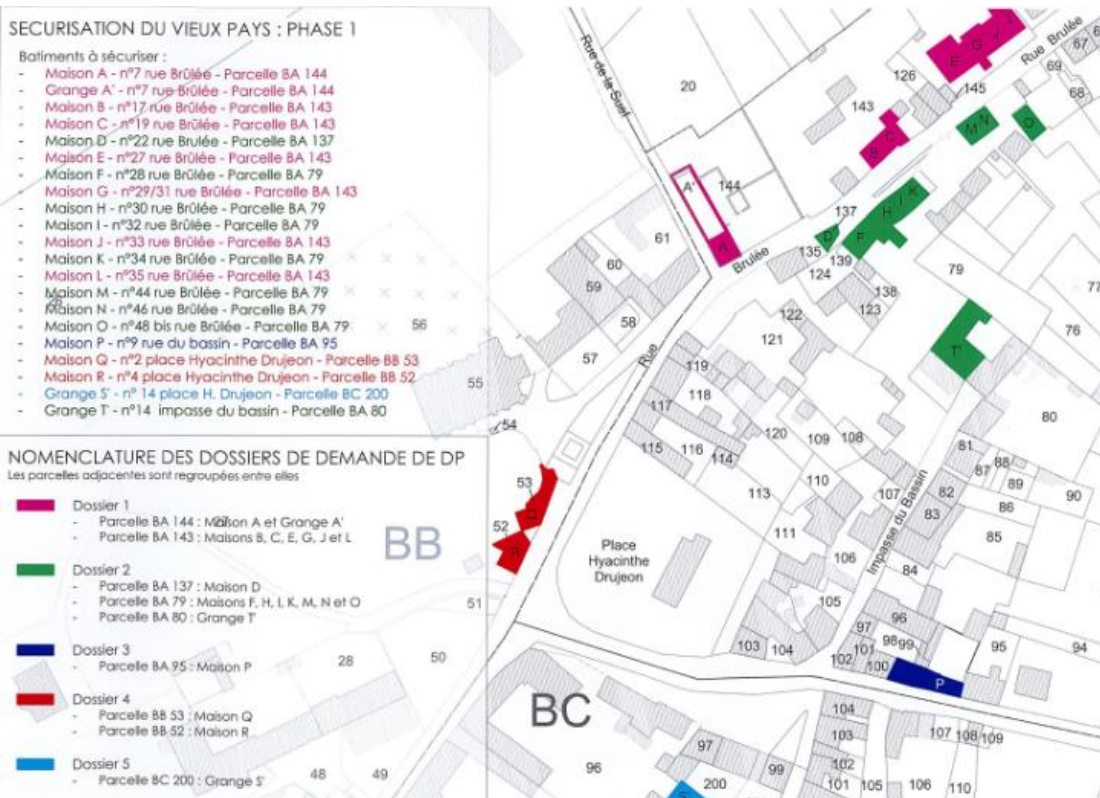 SECURISATION DU VIEUX PAYS : PHASE 1
Batiments à sécuriser :
- Maison A - n°7 rue Brûlée - Parcelle BA 144
- Grange A' - n°7 rue Brûlée - Parcelle BA 144
- Maison B - n°17 rue Brûlée - Parcelle BA 143
- Maison C - n°19 rue Brûlée - Parcelle BA 143
- Maison D - n°22 rue Brulée - Parcelle BA 137
- Maison E - n°27 rue Brûlée - Parcelle BA 143
- Maison F - n°28 rue Brûlée - Parcelle BA 79
- Maison G - n°29/31 rue Brûlée - Parcelle BA 143
- Maison H - n°30 rue Brûlée - Parcelle BA 79
- Maison I - n°32 rue Brûlée - Parcelle BA 79
- Maison J - n°33 rue Brûlée - Parcelle BA 143
- Maison K - n°34 rue Brûlée - Parcelle BA 79
- Maison L - n°35 rue Brûlée - Parcelle BA 143
- Maison M - n°44 rue Brûlée - Parcelle BA 79
- Maison N - n°46 rue Brûlée - Parcelle BA 79
- Maison O - n°48 bis rue Brûlée - Parcelle BA 79
- Maison P - n°9 rue du bassin - Parcelle BA 95
- Maison Q - n°2 place Hyacinthe Drujeon - Parcelle BB 53
- Maison R - n°4 place Hyacinthe Drujeon - Parcelle BB 52
- Grange S' - n° 14 place H. Drujeon - Parcelle BC 200
- Grange T' - n°14 impasse du bassin - Parcelle BA 80
NOMENCLATURE DES DOSSIERS DE DEMANDE DE DP
Les parcelles adjacentes sont regroupées entre elles
Dossier 1
- Parcelle BA 144 : Maison A et Grange A'
- Parcelle BA 143 : Maisons B, C, E, G, J et L
Dossier 2
- Parcelle BA 137 : Maison D
- Parcelle BA 79 : Maisons F, H, I, K, M, N et O
- Parcelle BA 80 : Grange T'
Dossier 3
- Parcelle BA 95 : Maison P
Dossier 4
- Parcelle BB 53 : Maison Q
- Parcelle BB 52 : Maison R
Dossier 5
- Parcelle BC 200 : Grange S'
BB
28
50
51
48
49
56
55
54
57
58
59
60
61
53
52
Q
R
Rue de la Suef
20
A'
144
A
Brulée
Rue
126
143
145
E
G
J
Rue Brulée
67
69
68
B
C
M
N
O
137
D
F
H
I
K
135
139
124
138
123
79
77
76
T'
122
121
119
118
117
116
115
114
120
109
108
113
110
107
111
106
105
103
104
Place
Hyacinthe
Drujeon
Impasse du Bassin
80
81
87
88
89
90
82
83
86
85
84
96
97
98
99
101
102
100
95
94
P
BC
96
97
99
200
104
103
102
101
105
106
107
108
109
110